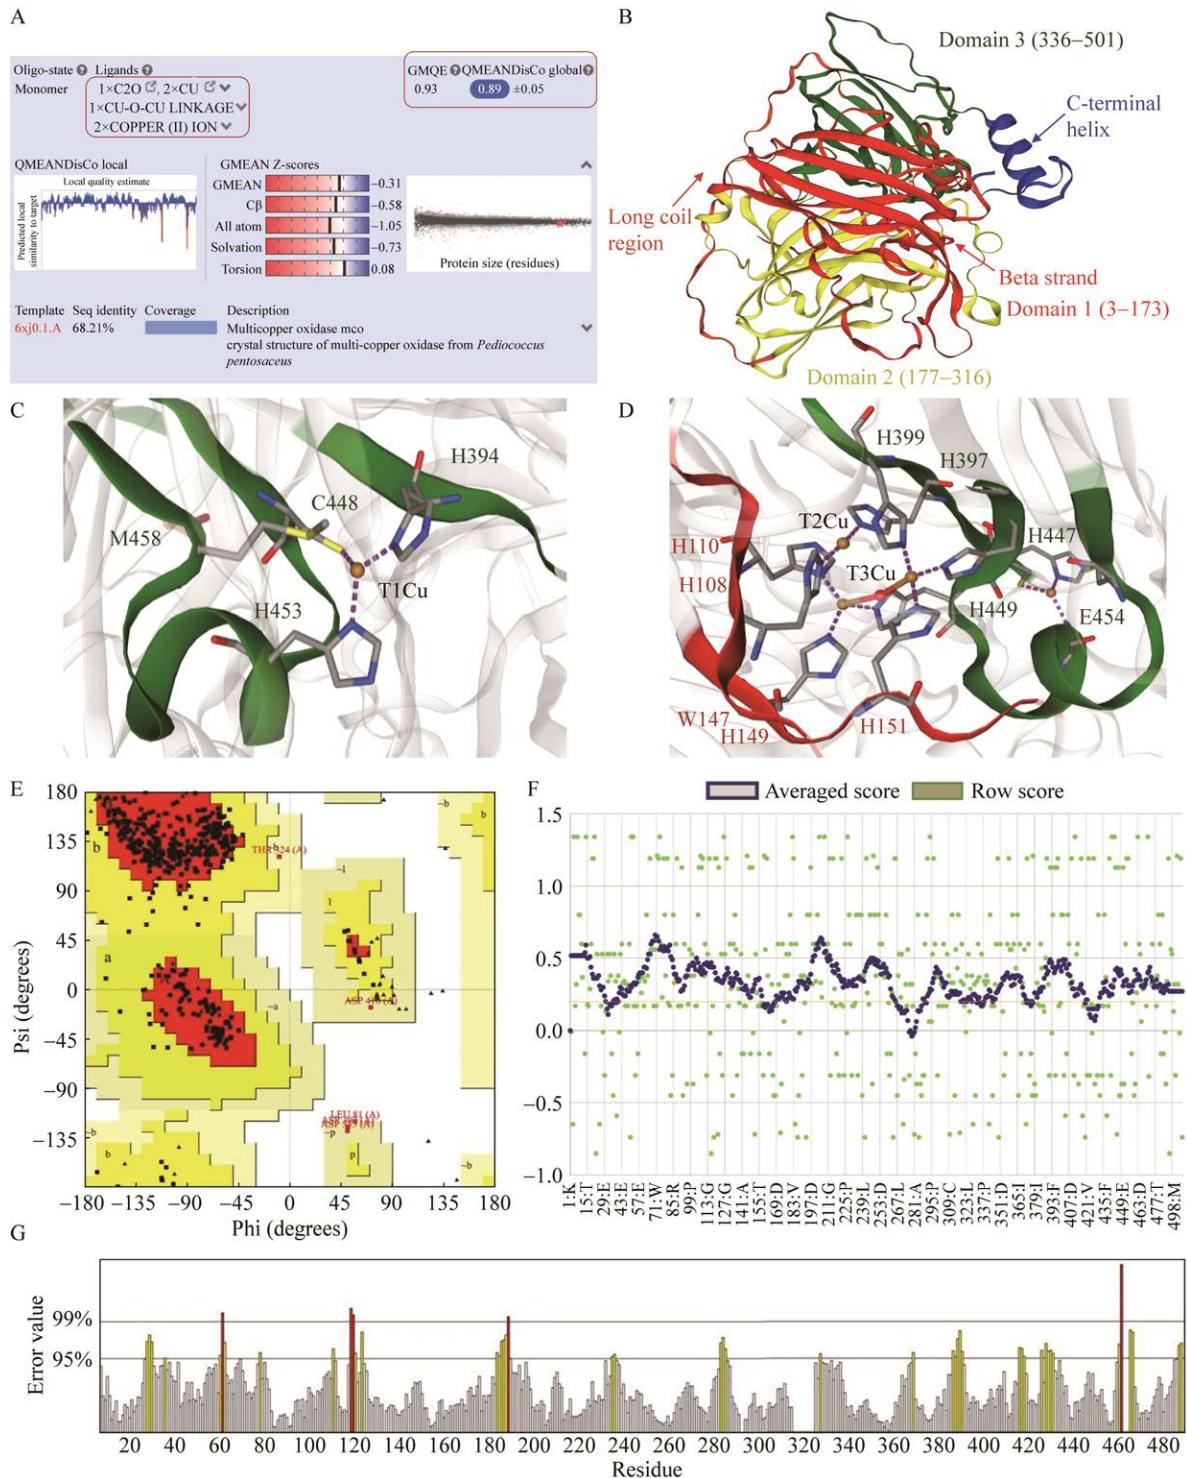 A
Oligo-state Ligands
GMQE QMEANDisCo global
Monomer 1×C2O , 2×CU
0.93 0.89 ±0.05
1×CU-O-CU LINKAGE
2×COPPER (II) ION
QMEANDisCo local
GMEAN Z-scores
Local quality estimate
Predicted local
similarity to target
GMEAN −0.31
Cβ −0.58
All atom −1.05
Solvation −0.73
Torsion 0.08
Protein size (residues)
Template Seq identity Coverage Description
6xj0.1.A 68.21% Multicopper oxidase mco
crystal structure of multi-copper oxidase from Pediococcus
pentosaceus
B
Domain 3 (336–501)
C-terminal
helix
Long coil
region
Beta strand
Domain 1 (3–173)
Domain 2 (177–316)
C
H394
C448
M458
T1Cu
H453
D
H399
H397
T2Cu
H447
H110
T3Cu
H108
H449
E454
W147
H149
H151
E
180
135
90
45
0
−45
−90
−135
Psi (degrees)
b
~b
b
~l
l
a
~a
~b
b
LEU 81 (A)
~p
p
~b
b
~b
−180 −135 −90 −45 0 45 90 135 180
Phi (degrees)
F
Averaged score Row score
1.5
1.0
0.5
0.0
−0.5
−1.0
1:K 15:T 29:E 43:E 57:E 71:W 85:R 99:P 113:G 127:G 141:A 155:T 169:D 183:V 197:D 211:G 225:P 239:L 253:D 267:L 281:A 295:P 309:C 323:L 337:P 351:D 365:I 379:I 393:F 407:D 421:V 435:F 449:E 463:D 477:T 498:M
G
Error value
99%
95%
20 40 60 80 100 120 140 160 180 200 220 240 260 280 300 320 340 360 380 400 420 440 460 480
Residue